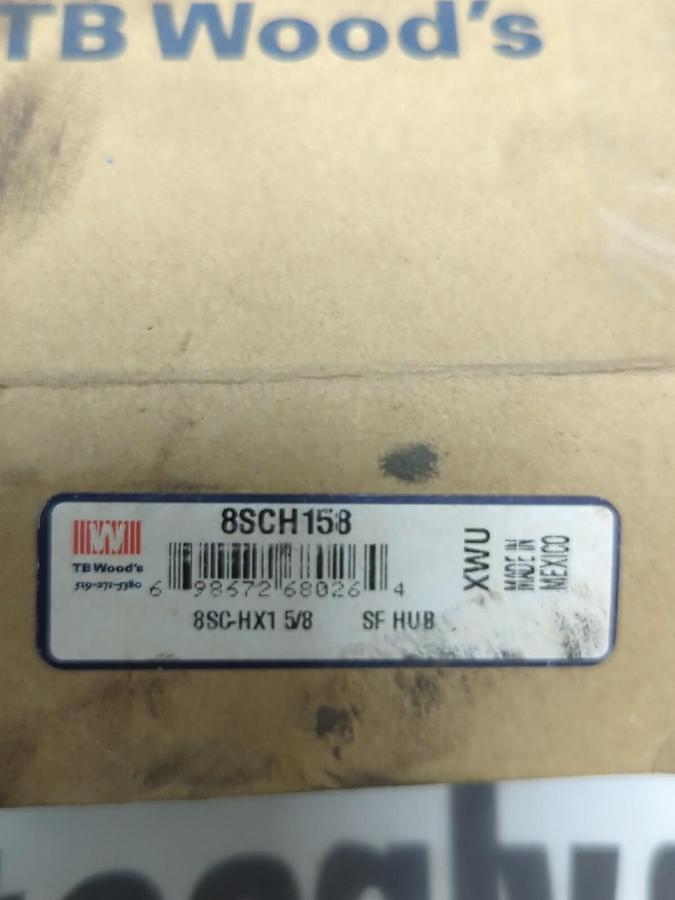 TB Wood's
8SCH158
TB Wood's
519-271-5380
6 98672 68026 4
8SC-HX1 5/8 SF HUB
XWU
MADE IN
MEXICO